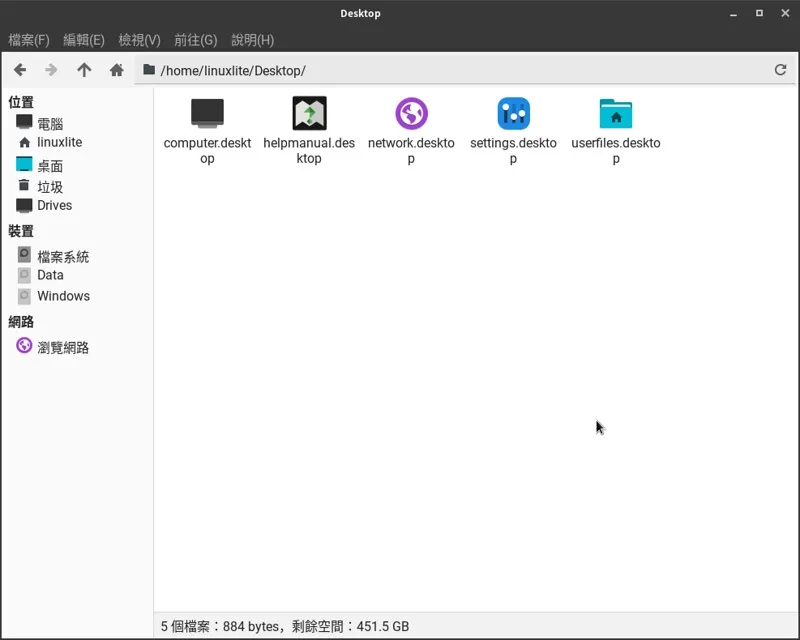 Desktop
檔案(F) 編輯(E) 檢視(V) 前往(G) 說明(H)
/home/linuxlite/Desktop/
位置
電腦
linuxlite
桌面
垃圾
Drives
裝置
檔案系統
Data
Windows
網路
瀏覽網路
computer.deskt
op
helpmanual.des
ktop
network.deskto
p
settings.deskto
p
userfiles.deskto
p
5 個檔案：884 bytes，剩餘空間：451.5 GB